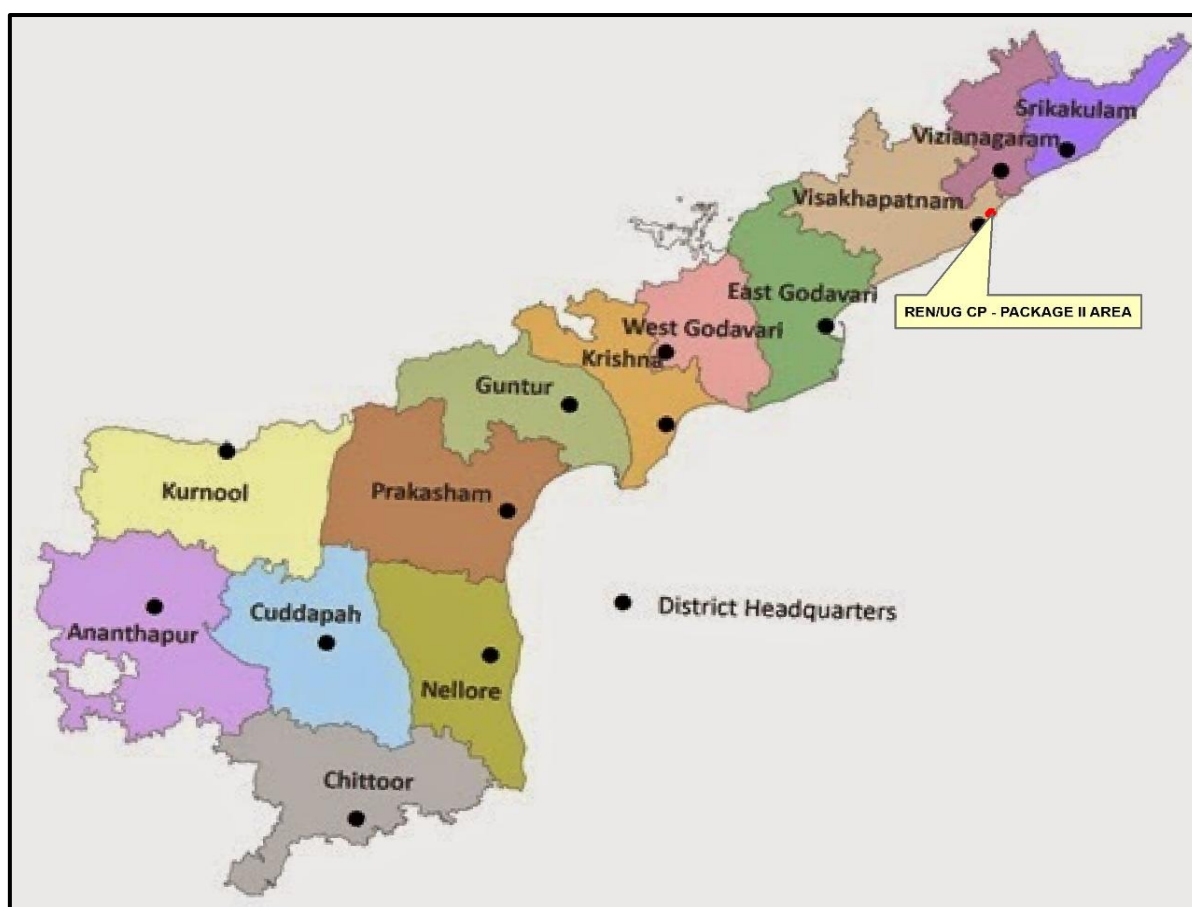 Srikakulam
Vizianagaram
Visakhapatnam
East Godavari
REN/UG CP - PACKAGE II AREA
West Godavari
Krishna
Guntur
Kurnool
Prakasham
District Headquarters
Cuddapah
Ananthapur
Nellore
Chittoor